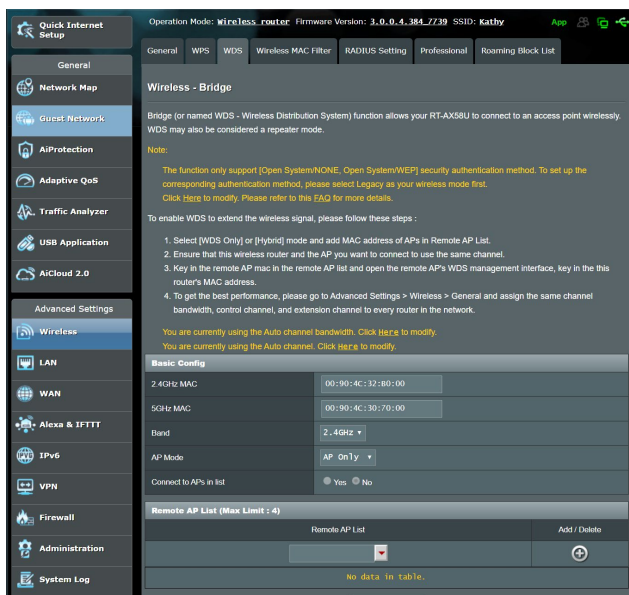 Quick Internet
Setup
General
Network Map
Guest Network
AiProtection
Adaptive QoS
Traffic Analyzer
USB Application
AiCloud 2.0
Advanced Settings
Wireless
LAN
WAN
Alexa & IFTTT
IPv6
VPN
Firewall
Administration
System Log
Operation Mode: Wireless router Firmware Version: 3.0.0.4.384_7739 SSID: Kathy App
General WPS WDS Wireless MAC Filter RADIUS Setting Professional Roaming Block List
Wireless - Bridge
Bridge (or named WDS - Wireless Distribution System) function allows your RT-AX58U to connect to an access point wirelessly.
WDS may also be considered a repeater mode.
Note:
The function only support [Open System/NONE, Open System/WEP] security authentication method. To set up the
corresponding authentication method, please select Legacy as your wireless mode first.
Click Here to modify. Please refer to this FAQ for more details.
To enable WDS to extend the wireless signal, please follow these steps :
1. Select [WDS Only] or [Hybrid] mode and add MAC address of APs in Remote AP List.
2. Ensure that this wireless router and the AP you want to connect to use the same channel.
3. Key in the remote AP mac in the remote AP list and open the remote AP's WDS management interface, key in the this
router's MAC address.
4. To get the best performance, please go to Advanced Settings > Wireless > General and assign the same channel
bandwidth, control channel, and extension channel to every router in the network.
You are currently using the Auto channel bandwidth. Click Here to modify.
You are currently using the Auto channel. Click Here to modify.
Basic Config
2.4GHz MAC 00:90:4C:32:B0:00
5GHz MAC 00:90:4C:30:70:00
Band 2.4GHz
AP Mode AP Only
Connect to APs in list Yes No
Remote AP List (Max Limit : 4)
Remote AP List Add / Delete
No data in table.